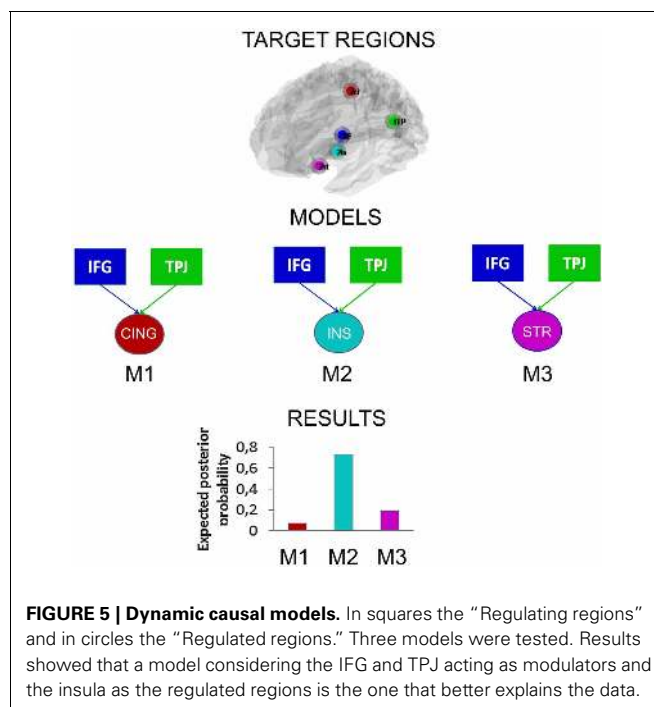 TARGET REGIONS
MODELS
IFG TPJ IFG TPJ IFG TPJ
CING INS STR
M1 M2 M3
RESULTS
Expected posterior
probability
0,8
0,6
0,4
0,2
0
M1 M2 M3
FIGURE 5 | Dynamic causal models. In squares the “Regulating regions”
and in circles the “Regulated regions.” Three models were tested. Results
showed that a model considering the IFG and TPJ acting as modulators and
the insula as the regulated regions is the one that better explains the data.